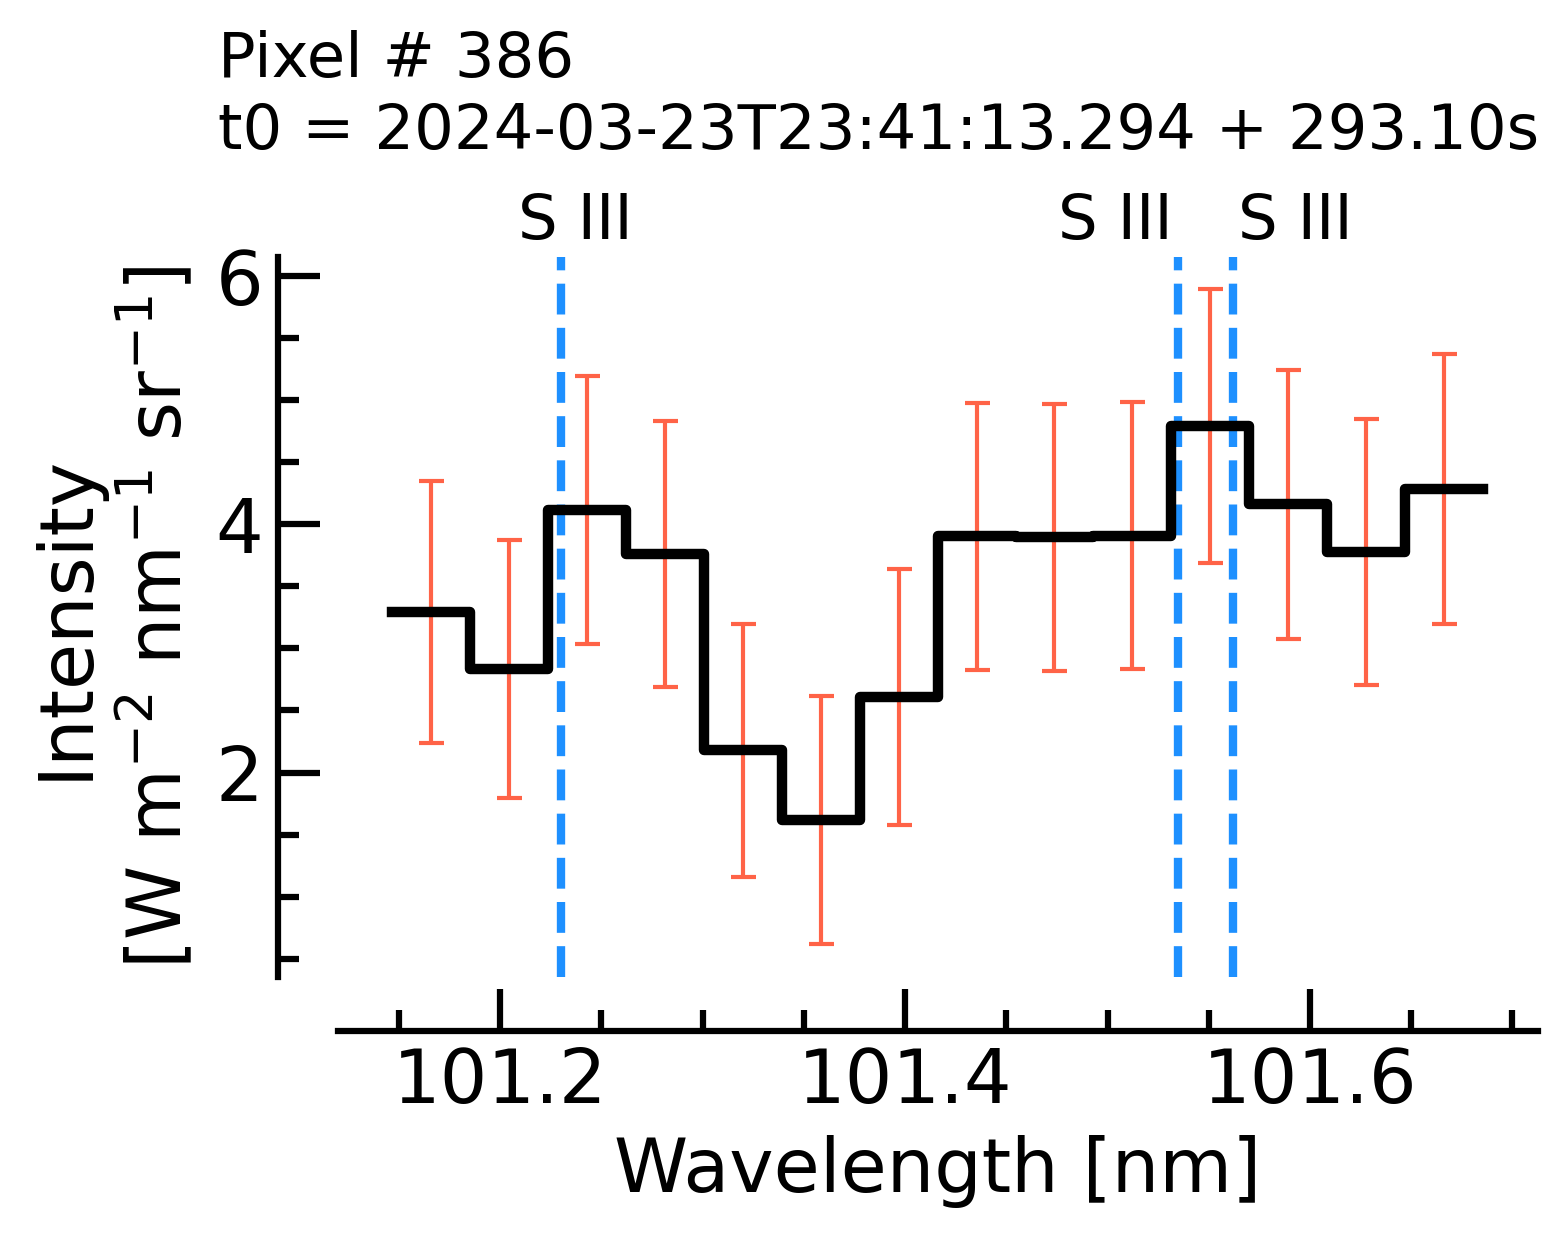 Pixel # 386
t0 = 2024-03-23T23:41:13.294 + 293.10s
S III S III S III
Intensity
[W m⁻² nm⁻¹ sr⁻¹]
6
4
2
101.2 101.4 101.6
Wavelength [nm]